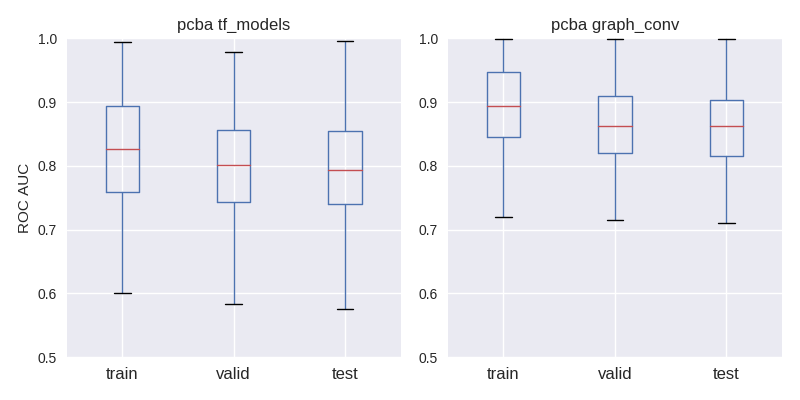 pcba tf_models
ROC AUC
1.0
0.9
0.8
0.7
0.6
0.5
train valid test
pcba graph_conv
1.0
0.9
0.8
0.7
0.6
0.5
train valid test